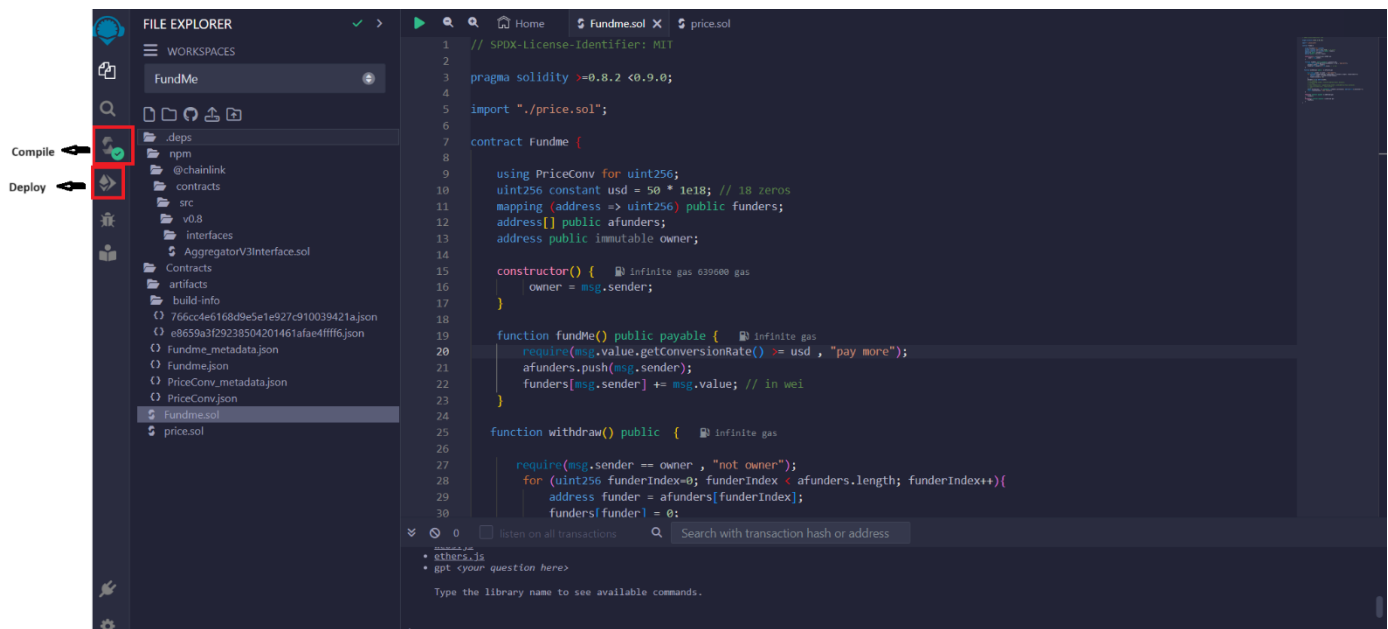 Compile
Deploy
FILE EXPLORER
WORKSPACES
FundMe
.deps
npm
@chainlink
contracts
src
v0.8
interfaces
AggregatorV3Interface.sol
Contracts
artifacts
build-info
766cc4e6168d9e5e1e927c910039421a.json
e8659a3f29238504201461afae4ffff6.json
Fundme_metadata.json
Fundme.json
PriceConv_metadata.json
PriceConv.json
Fundme.sol
price.sol
Home Fundme.sol price.sol
1 // SPDX-License-Identifier: MIT
2
3 pragma solidity >=0.8.2 <0.9.0;
4
5 import "./price.sol";
6
7 contract Fundme {
8
9 using PriceConv for uint256;
10 uint256 constant usd = 50 * 1e18; // 18 zeros
11 mapping (address => uint256) public funders;
12 address[] public afunders;
13 address public immutable owner;
14
15 constructor() { infinite gas 639600 gas
16 owner = msg.sender;
17 }
18
19 function fundMe() public payable { infinite gas
20 require(msg.value.getConversionRate() >= usd , "pay more");
21 afunders.push(msg.sender);
22 funders[msg.sender] += msg.value; // in wei
23 }
24
25 function withdraw() public { infinite gas
26
27 require(msg.sender == owner , "not owner");
28 for (uint256 funderIndex=0; funderIndex < afunders.length; funderIndex++){
29 address funder = afunders[funderIndex];
30 funders[funder] = 0;
0 listen on all transactions Search with transaction hash or address
ethers.js
gpt <your question here>
Type the library name to see available commands.